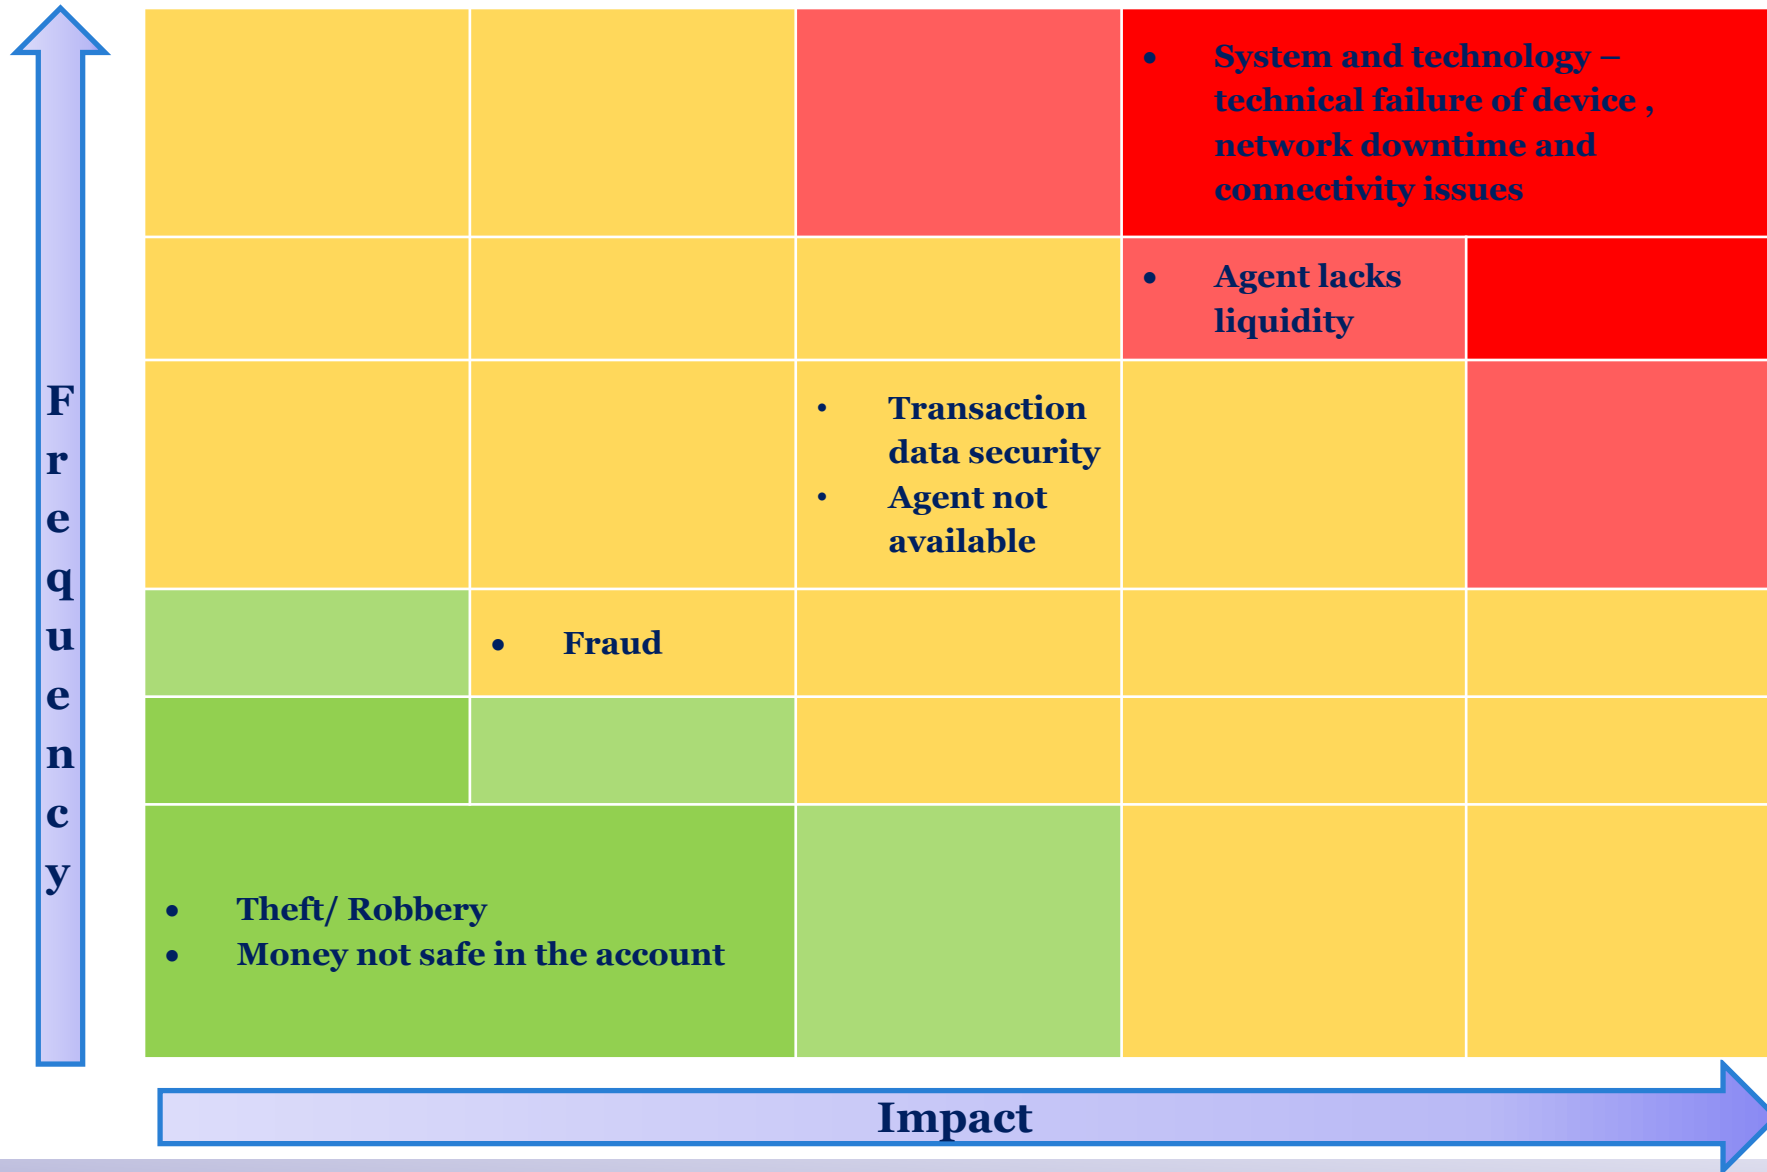 • System and technology –
technical failure of device ,
network downtime and
connectivity issues
• Agent lacks
liquidity
• Transaction
data security
• Agent not
available
• Fraud
• Theft/ Robbery
• Money not safe in the account
Frequency
Impact